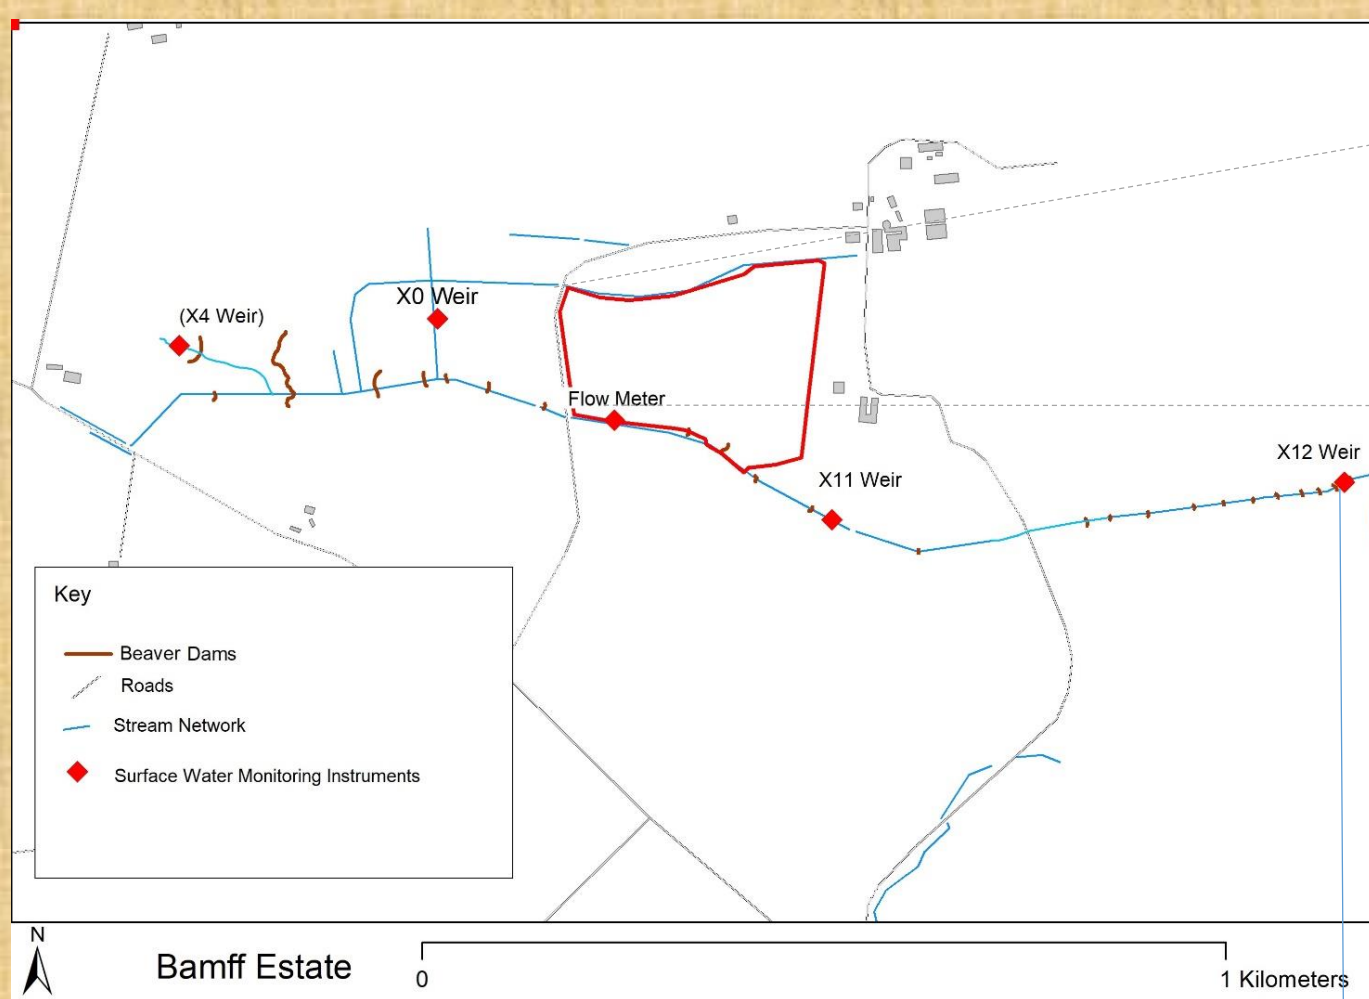 X0 Weir
(X4 Weir)
Flow Meter
X12 Weir
X11 Weir
Key
Beaver Dams
Roads
Stream Network
Surface Water Monitoring Instruments
N
Bamff Estate
0
1 Kilometers